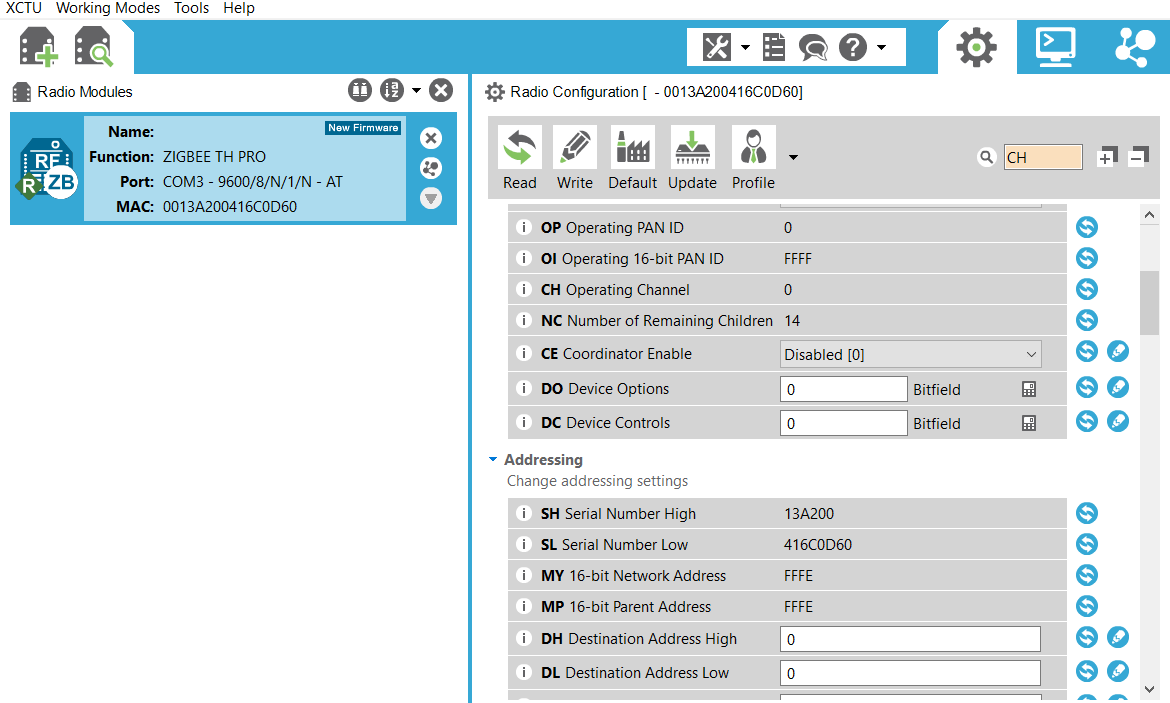 XCTU Working Modes Tools Help
Radio Modules
Name:
New Firmware
Function: ZIGBEE TH PRO
Port: COM3 - 9600/8/N/1/N - AT
MAC: 0013A200416C0D60
RF
R
ZB
Radio Configuration [ - 0013A200416C0D60]
Read Write Default Update Profile
CH
i OP Operating PAN ID 0
i OI Operating 16-bit PAN ID FFFF
i CH Operating Channel 0
i NC Number of Remaining Children 14
i CE Coordinator Enable Disabled [0]
i DO Device Options 0 Bitfield
i DC Device Controls 0 Bitfield
Addressing
Change addressing settings
i SH Serial Number High 13A200
i SL Serial Number Low 416C0D60
i MY 16-bit Network Address FFFE
i MP 16-bit Parent Address FFFE
i DH Destination Address High 0
i DL Destination Address Low 0